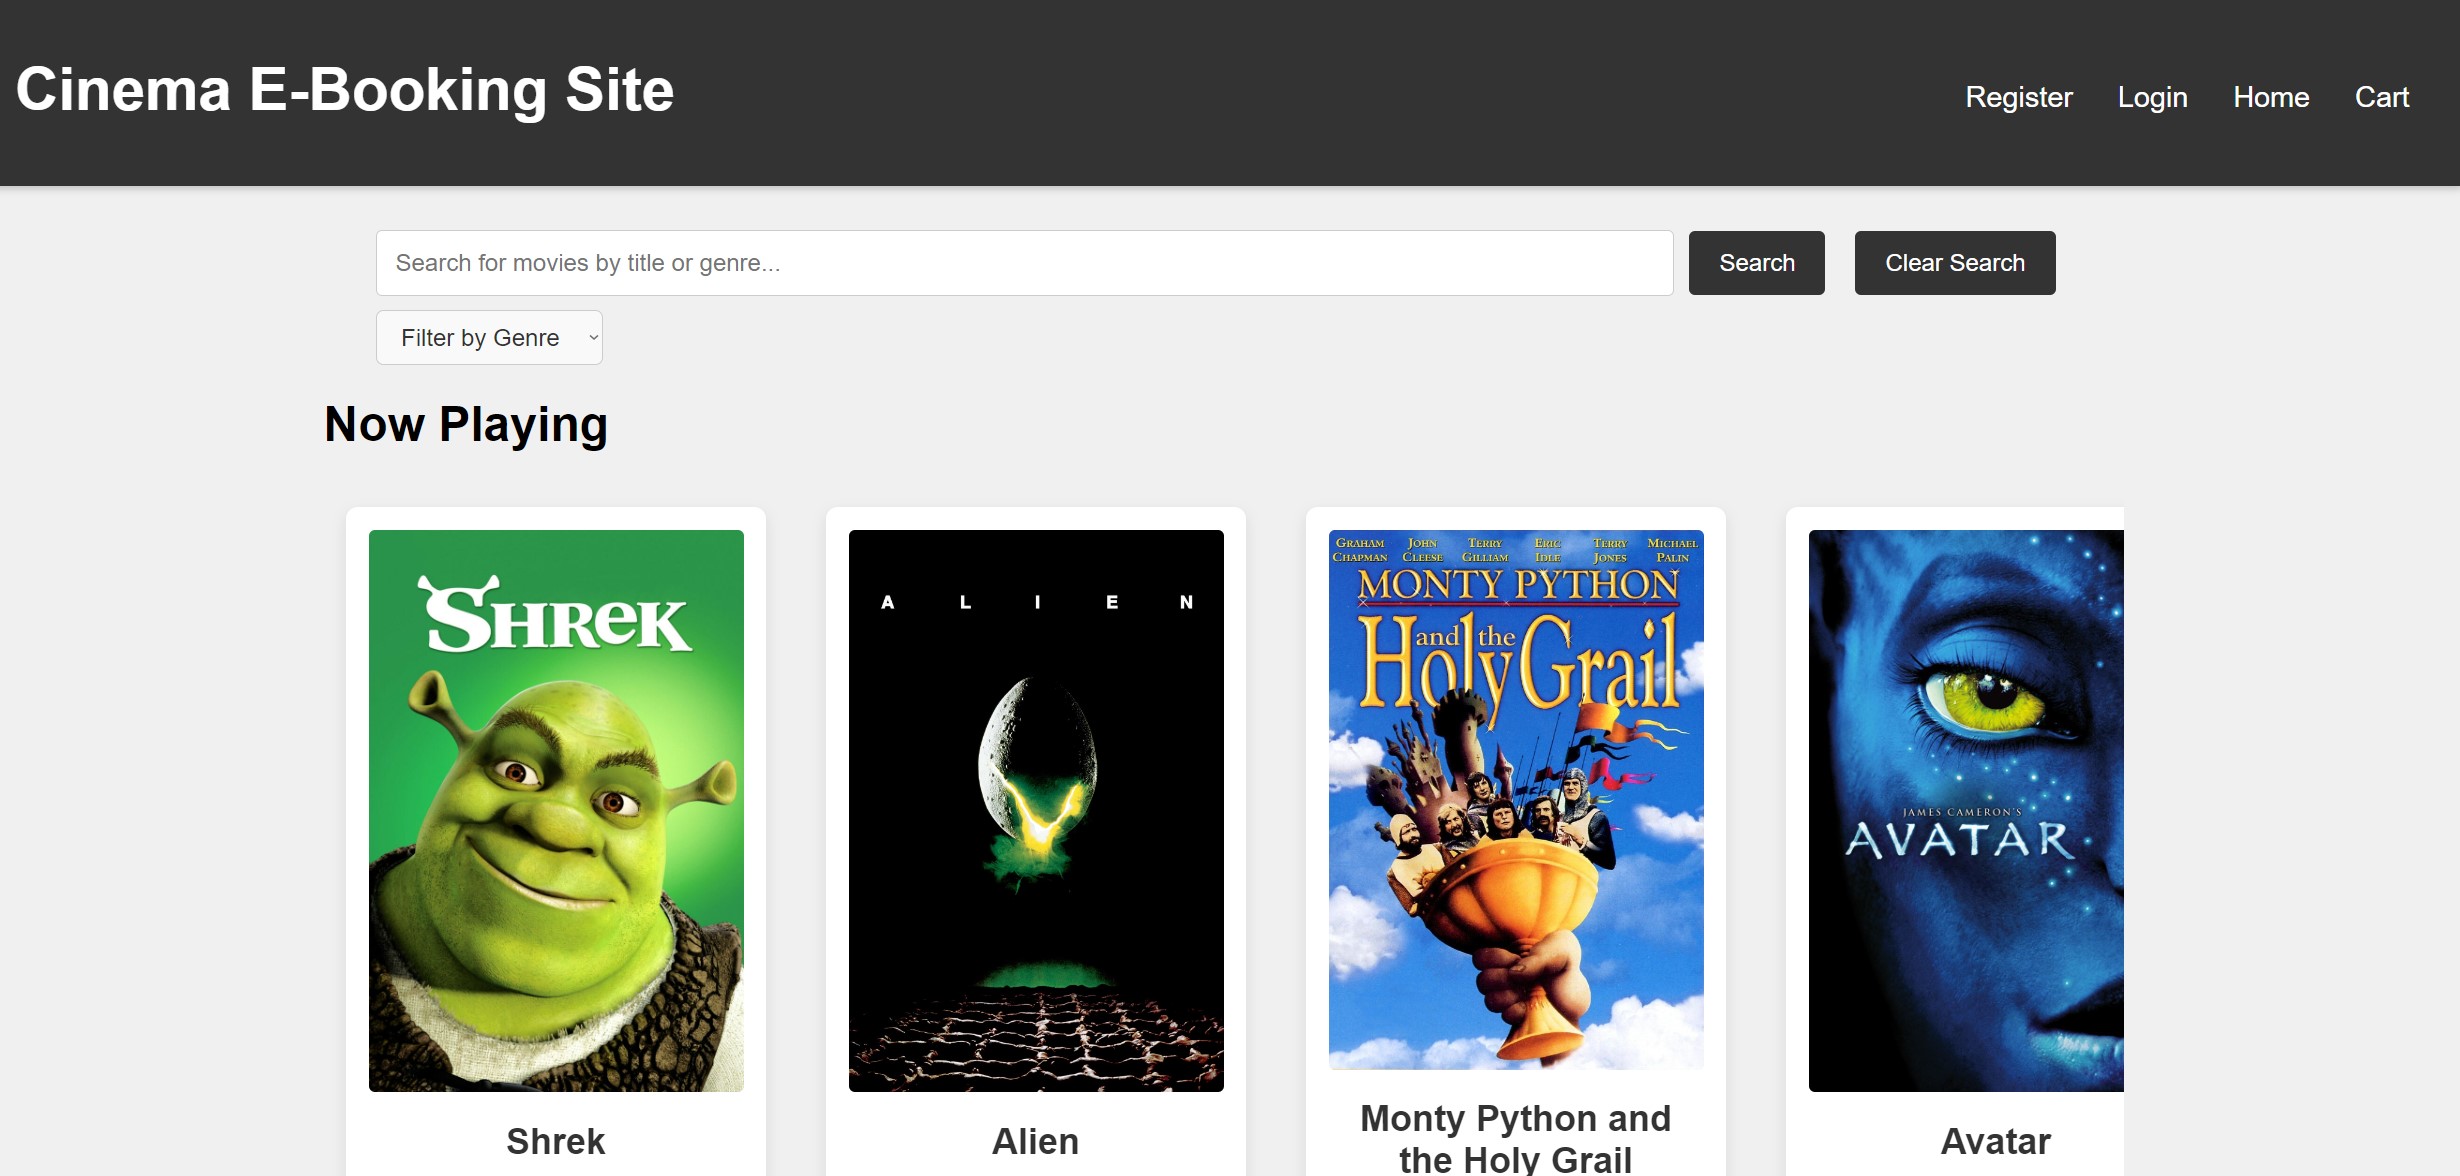 Cinema E-Booking Site
Register Login Home Cart
Search for movies by title or genre...
Search
Clear Search
Filter by Genre
Now Playing
SHREK
A L I E N
GRAHAM CHAPMAN
JOHN CLEESE
TERRY GILLIAM
ERIC IDLE
TERRY JONES
MICHAEL PALIN
MONTY PYTHON
and the
Holy Grail
JAMES CAMERON'S
AVATAR
Shrek
Alien
Monty Python and
the Holy Grail
Avatar